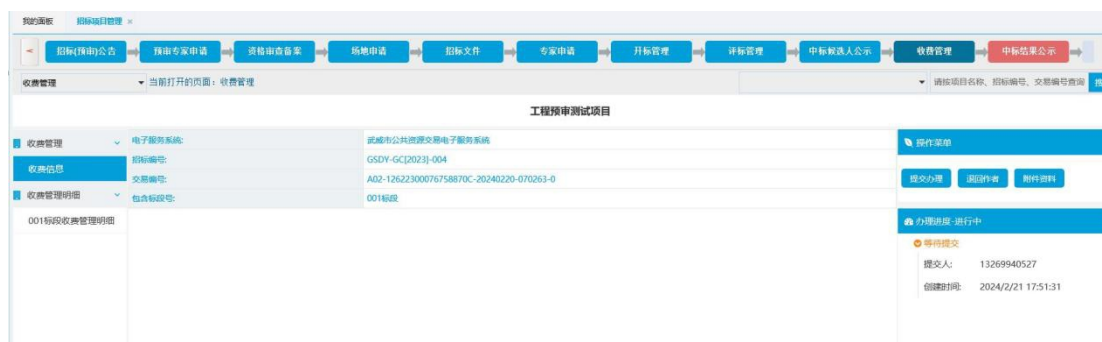 我的面板 招标项目管理 ×
< 招标(预审)公告 预审专家申请 资格审查备案 场地申请 招标文件 专家申请 开标管理 评标管理 中标候选人公示 收费管理 中标结果公示
收费管理 当前打开的页面：收费管理 请按项目名称、招标编号、交易编号查询 搜
工程预审测试项目
收费管理
收费信息
收费管理明细
001标段收费管理明细
电子服务系统: 武威市公共资源交易电子服务系统
招标编号: GSDY-GC[2023]-004
交易编号: A02-12622300076758870C-20240220-070263-0
包含标段号: 001标段
操作菜单
提交办理 退回作者 附件资料
办理进度-进行中
等待提交
提交人: 13269940527
创建时间: 2024/2/21 17:51:31